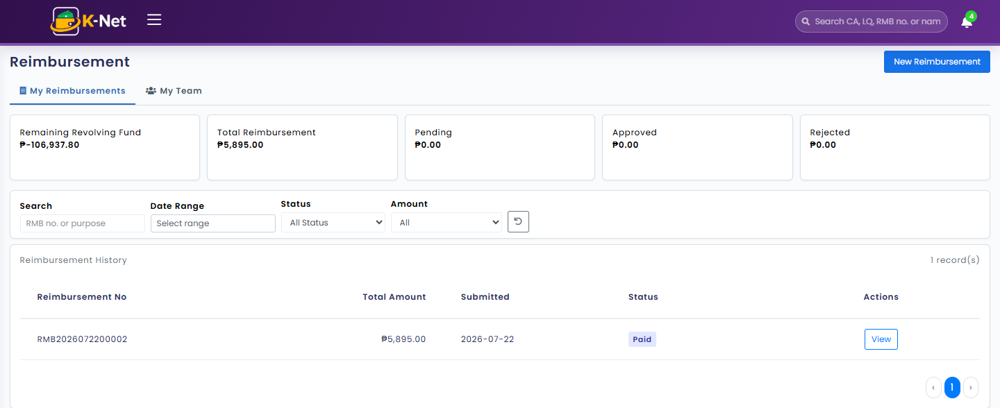 K-Net
Search CA, LQ, RMB no. or nam
4
Reimbursement
New Reimbursement
My Reimbursements
My Team
Remaining Revolving Fund
₱-106,937.80
Total Reimbursement
₱5,895.00
Pending
₱0.00
Approved
₱0.00
Rejected
₱0.00
Search
RMB no. or purpose
Date Range
Select range
Status
All Status
Amount
All
Reimbursement History
1 record(s)
Reimbursement No Total Amount Submitted Status Actions
RMB2026072200002 ₱5,895.00 2026-07-22 Paid View
‹ 1 ›